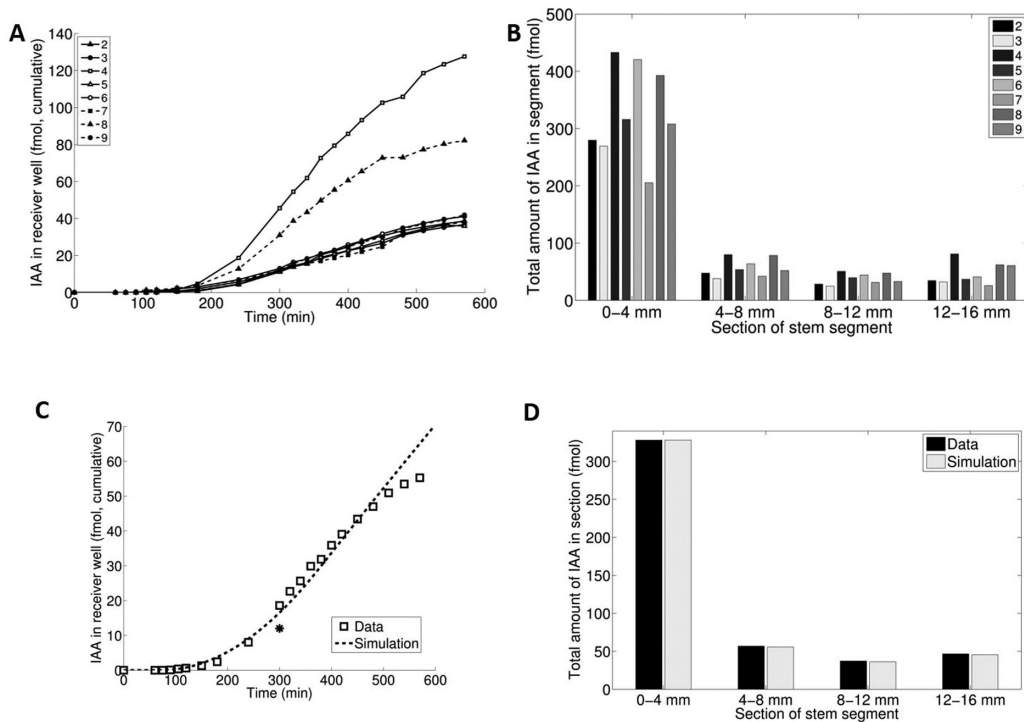 A
IAA in receiver well (fmol, cumulative)
140
120
100
80
60
40
20
0
2
3
4
5
6
7
8
9
0 100 200 300 400 500 600
Time (min)
B
Total amount of IAA in segment (fmol)
500
400
300
200
100
0
2
3
4
5
6
7
8
9
0−4 mm 4−8 mm 8−12 mm 12−16 mm
Section of stem segment
C
IAA in receiver well (fmol, cumulative)
70
60
50
40
30
20
10
0
*
Data
Simulation
0 100 200 300 400 500 600
Time (min)
D
Total amount of IAA in section (fmol)
300
250
200
150
100
50
0
Data
Simulation
0−4 mm 4−8 mm 8−12 mm 12−16 mm
Section of stem segment